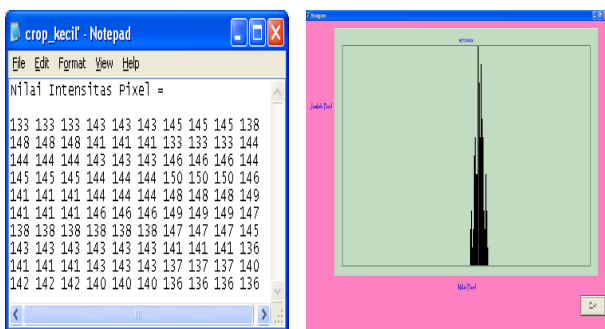 crop_kecil' - Notepad
File Edit Format View Help
Nilai Intensitas Pixel =
133 133 133 143 143 143 145 145 145 138
148 148 148 141 141 141 133 133 133 144
144 144 144 143 143 143 146 146 146 144
145 145 145 144 144 144 150 150 150 146
141 141 141 144 144 144 148 148 148 149
141 141 141 146 146 146 149 149 149 147
138 138 138 138 138 138 147 147 147 145
143 143 143 143 143 143 141 141 141 136
141 141 141 143 143 143 137 137 137 140
142 142 142 140 140 140 136 136 136 136
Histogram
Jumlah Pixel
Nilai Pixel